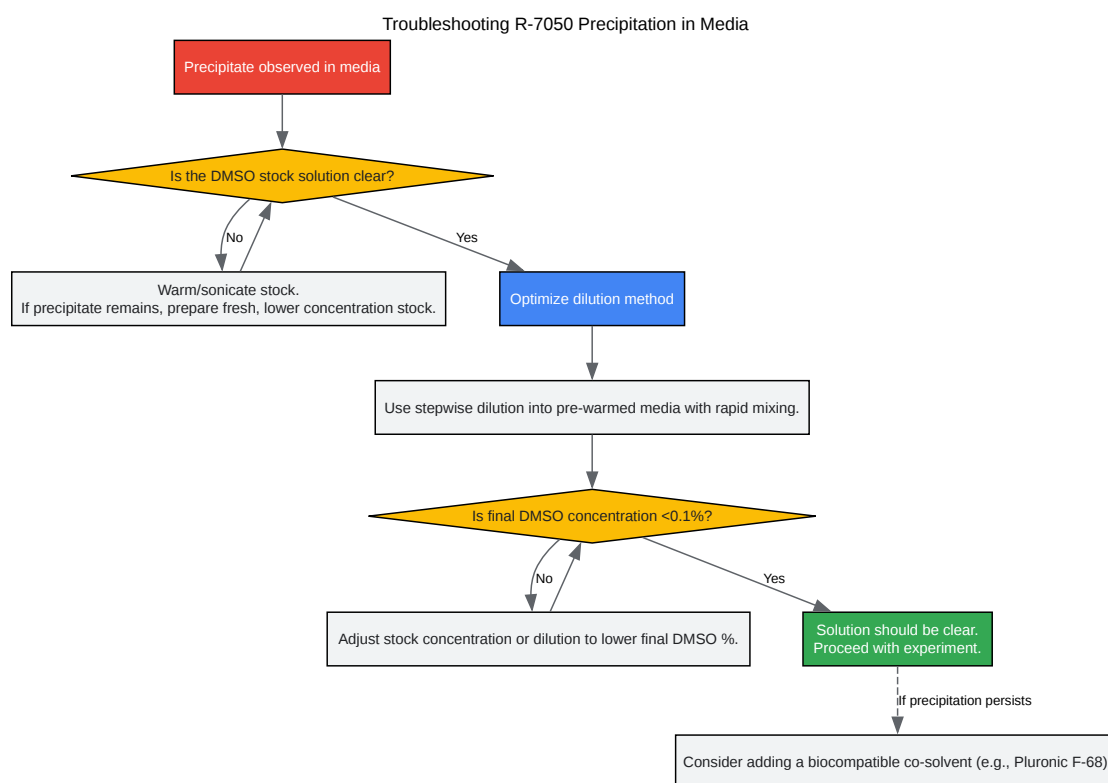 Troubleshooting R-7050 Precipitation in Media
Precipitate observed in media
Is the DMSO stock solution clear?
No
Yes
Warm/sonicate stock.
If precipitate remains, prepare fresh, lower concentration stock.
Optimize dilution method
Use stepwise dilution into pre-warmed media with rapid mixing.
Is final DMSO concentration <0.1%?
No
Yes
Adjust stock concentration or dilution to lower final DMSO %.
Solution should be clear.
Proceed with experiment.
If precipitation persists
Consider adding a biocompatible co-solvent (e.g., Pluronic F-68)